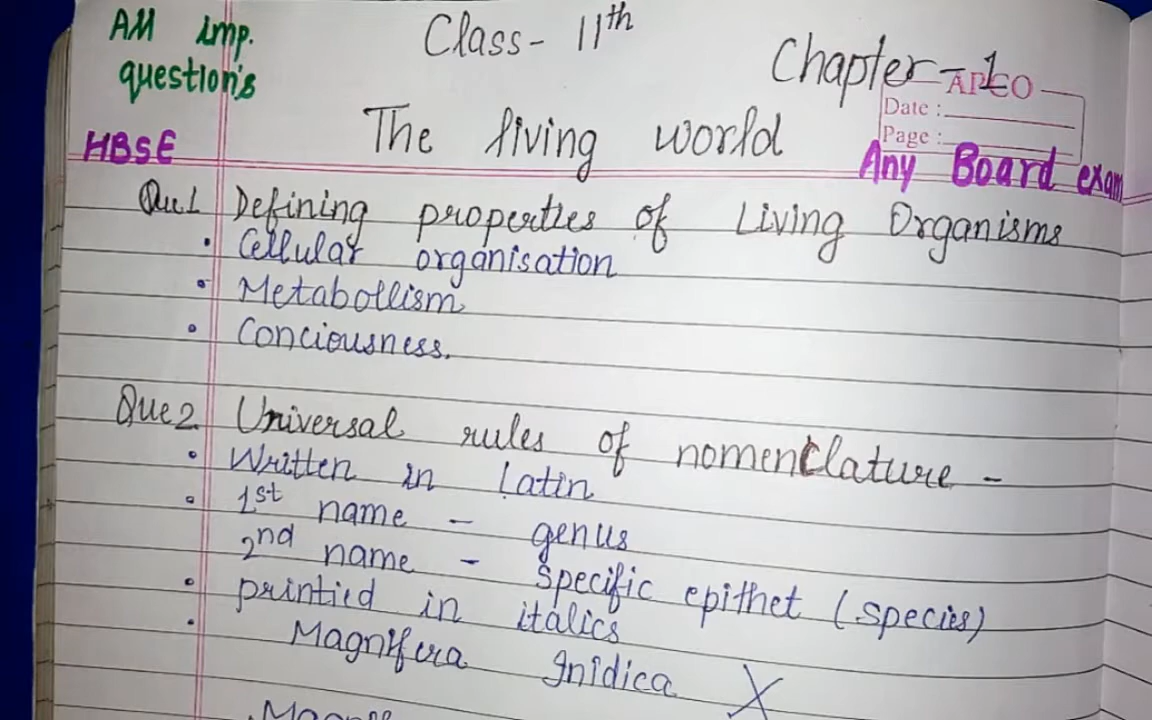 All imp. Class- 11th
question's Chapter-1
APCO
Date :
Page :
The living world
HBSE
Any Board exam
Que1 Defining properties of Living Organisms
• Cellular organisation
• Metabollism
• Conciousness.
Que2. Universal rules of nomenclature -
• Written in Latin
• 1st name - genus
2nd name - specific epithet (species)
• printied in italics
• Magnifera Inidica X